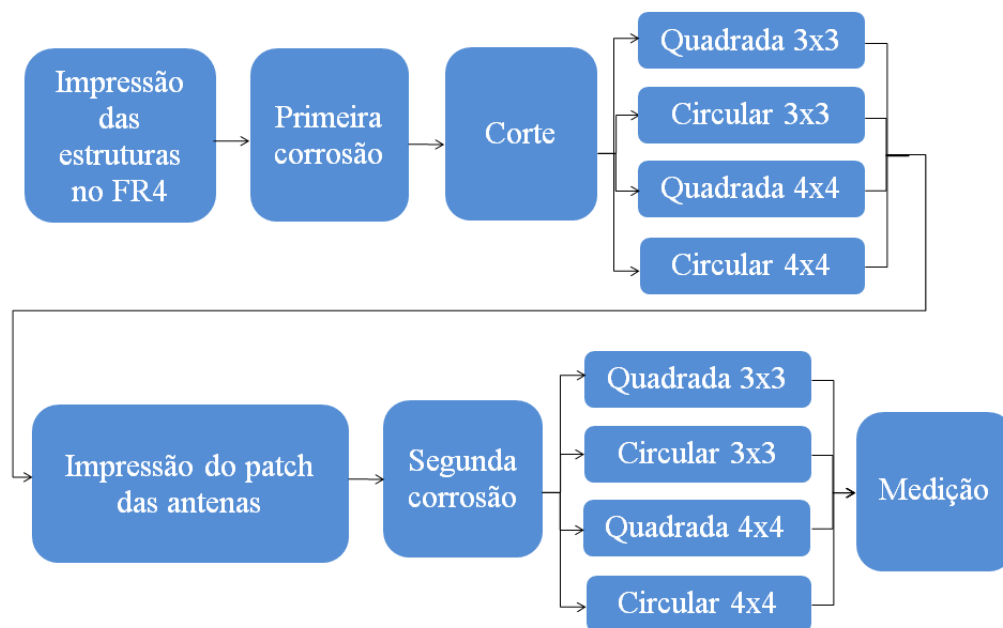 Impressão
das
estruturas
no FR4
Primeira
corrosão
Corte
Quadrada 3x3
Circular 3x3
Quadrada 4x4
Circular 4x4
Impressão do patch
das antenas
Segunda
corrosão
Quadrada 3x3
Circular 3x3
Quadrada 4x4
Circular 4x4
Medição